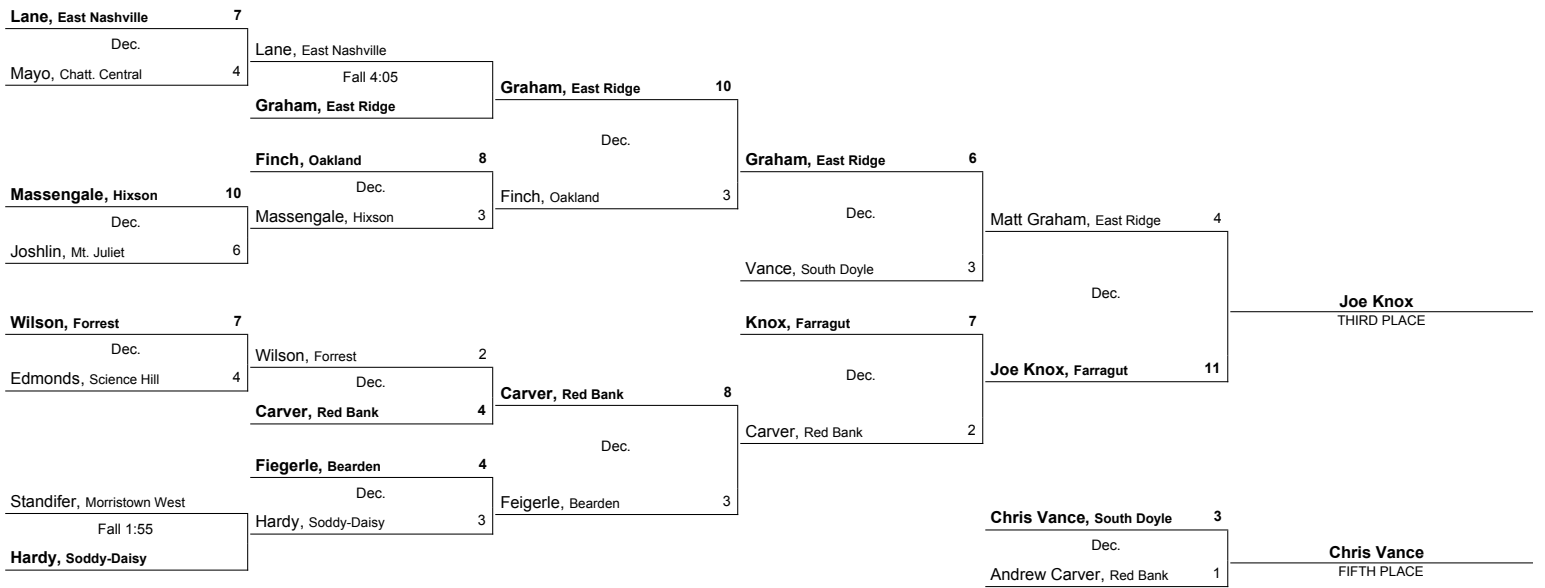 Lane, East Nashville 7
Dec.
Mayo, Chatt. Central 4
Massengale, Hixson 10
Dec.
Joshlin, Mt. Juliet 6
Wilson, Forrest 7
Dec.
Edmonds, Science Hill 4
Standifer, Morristown West
Fall 1:55
Hardy, Soddy-Daisy
Lane, East Nashville
Fall 4:05
Graham, East Ridge
Finch, Oakland 8
Dec.
Massengale, Hixson 3
Wilson, Forrest 2
Dec.
Carver, Red Bank 4
Fiegerle, Bearden 4
Dec.
Hardy, Soddy-Daisy 3
Graham, East Ridge 10
Dec.
Finch, Oakland 3
Carver, Red Bank 8
Dec.
Feigerle, Bearden 3
Graham, East Ridge 6
Dec.
Vance, South Doyle 3
Knox, Farragut 7
Dec.
Carver, Red Bank 2
Matt Graham, East Ridge 4
Dec.
Joe Knox, Farragut 11
Joe Knox
THIRD PLACE
Chris Vance, South Doyle 3
Dec.
Andrew Carver, Red Bank 1
Chris Vance
FIFTH PLACE